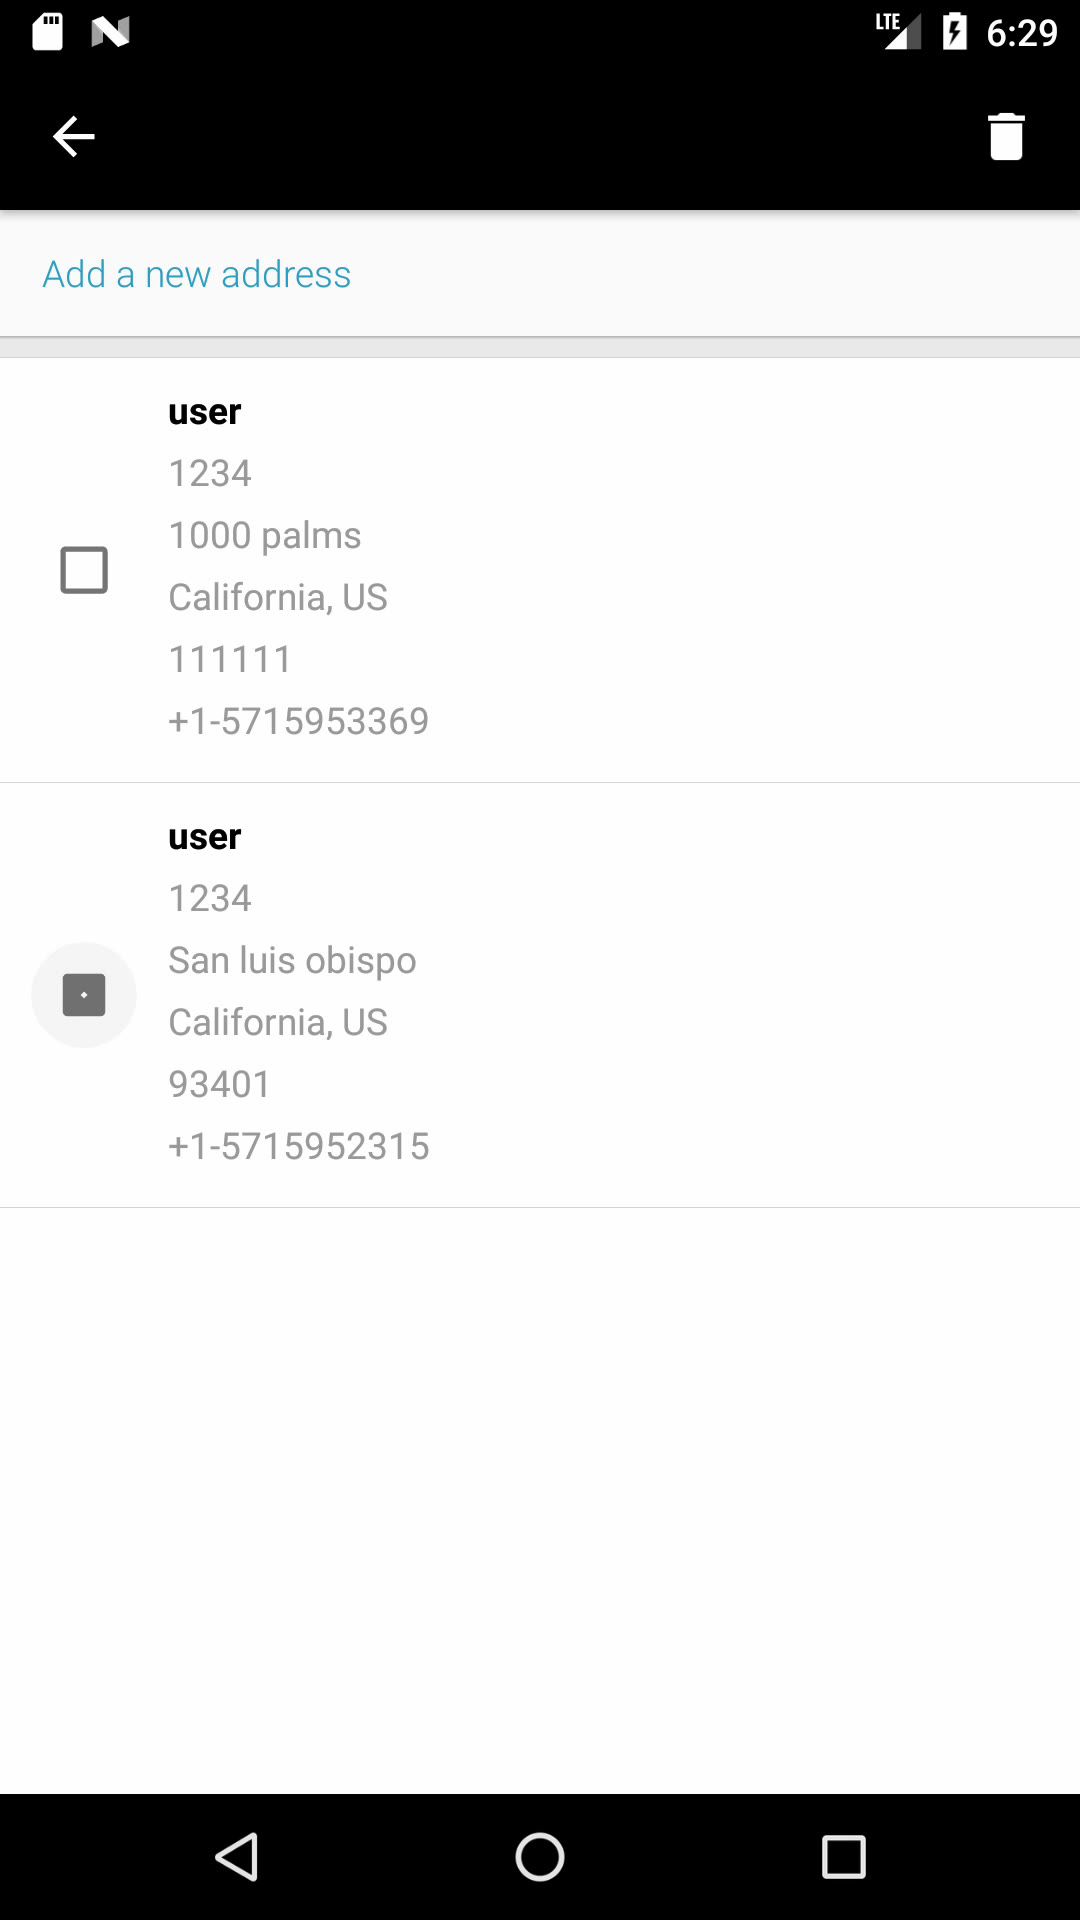 LTE 6:29
Add a new address
user
1234
1000 palms
California, US
111111
+1-5715953369
user
1234
San luis obispo
California, US
93401
+1-5715952315